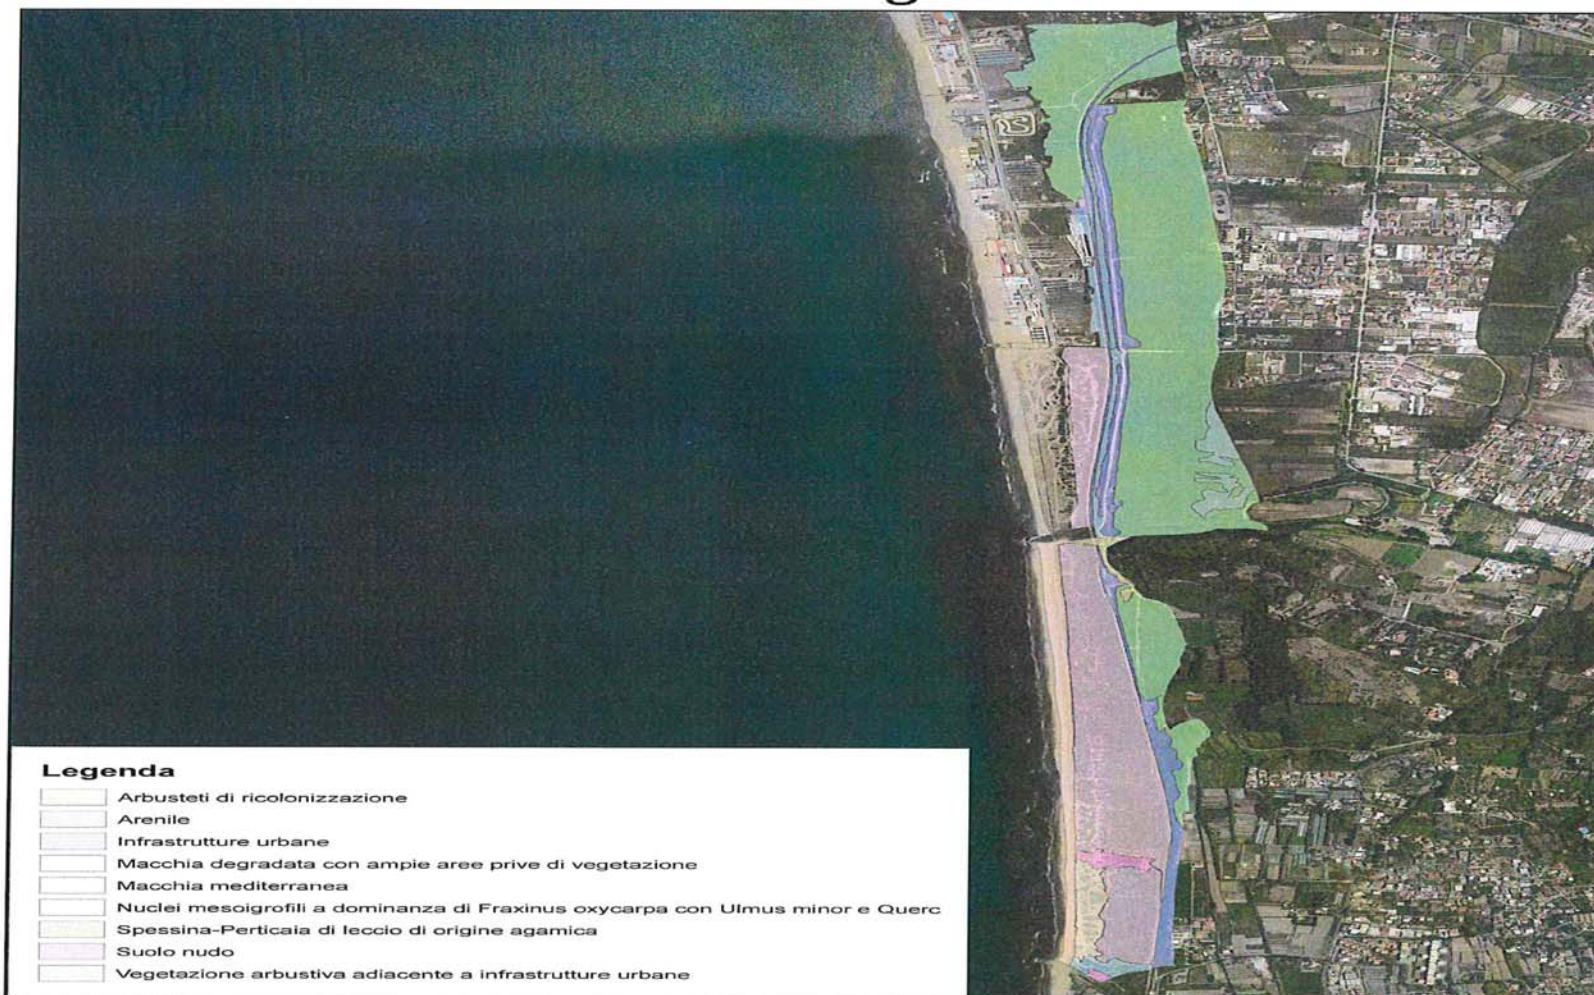 Legenda
Arbusteti di ricolonizzazione
Arenile
Infrastrutture urbane
Macchia degradata con ampie aree prive di vegetazione
Macchia mediterranea
Nuclei mesoigrofili a dominanza di Fraxinus oxycarpa con Ulmus minor e Querc
Spessina-Perticaia di leccio di origine agamica
Suolo nudo
Vegetazione arbustiva adiacente a infrastrutture urbane